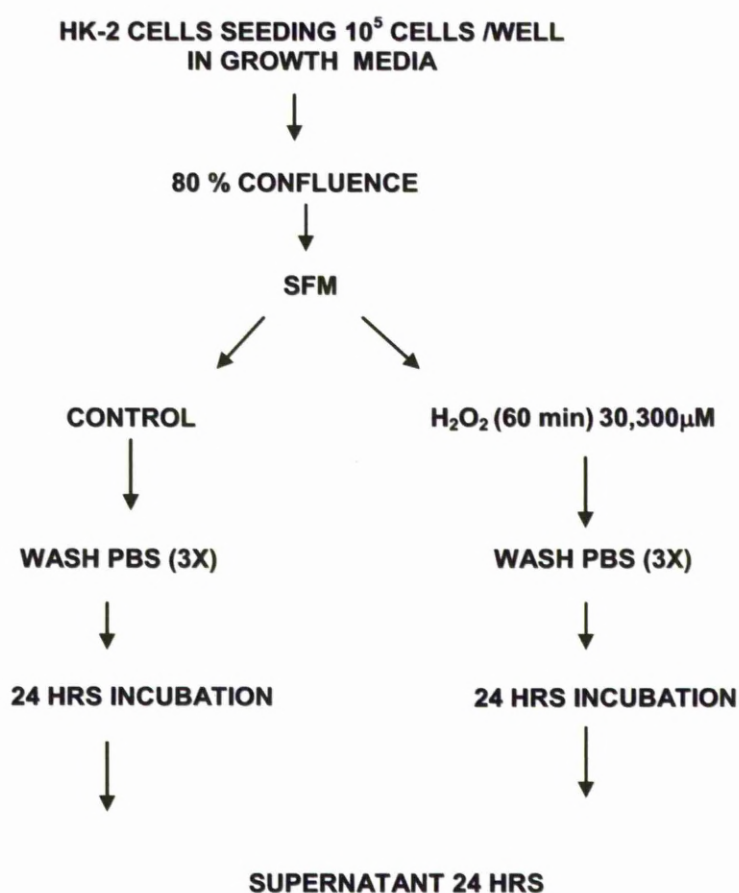 HK-2 CELLS SEEDING 10⁵ CELLS /WELL
IN GROWTH MEDIA
80 % CONFLUENCE
SFM
CONTROL
H₂O₂ (60 min) 30,300µM
WASH PBS (3X)
WASH PBS (3X)
24 HRS INCUBATION
24 HRS INCUBATION
SUPERNATANT 24 HRS